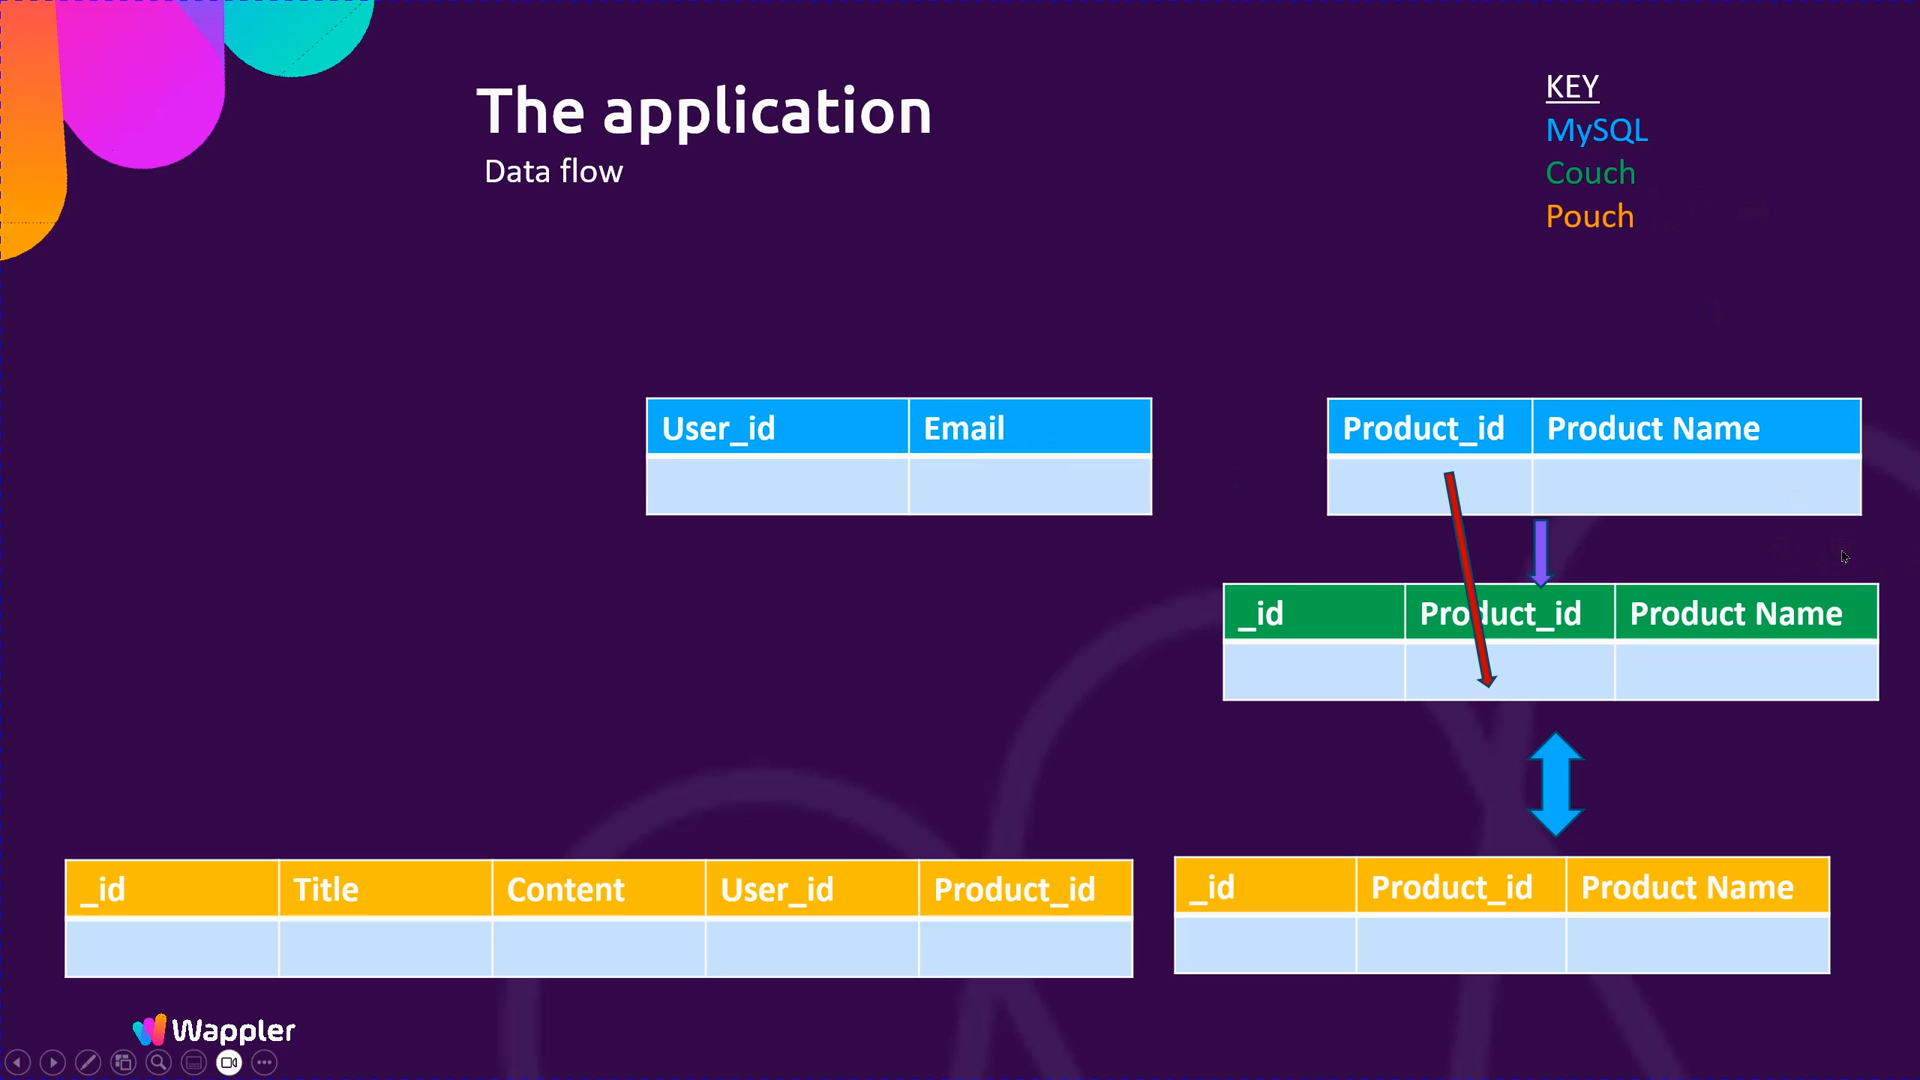 The application
Data flow
KEY
MySQL
Couch
Pouch
User_id Email
Product_id Product Name
_id Product_id Product Name
_id Title Content User_id Product_id
_id Product_id Product Name
Wappler